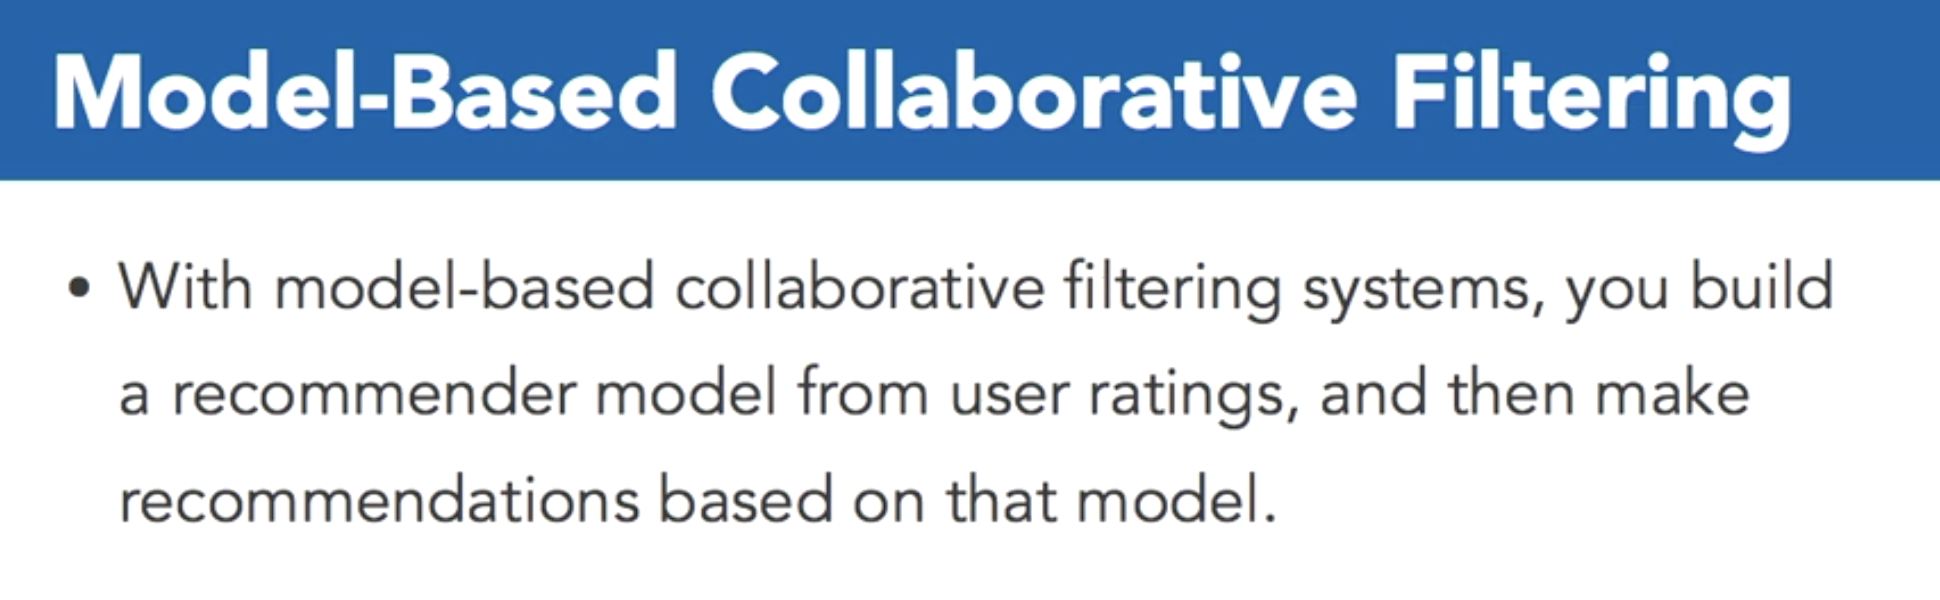 Model-Based Collaborative Filtering
• With model-based collaborative filtering systems, you build
a recommender model from user ratings, and then make
recommendations based on that model.